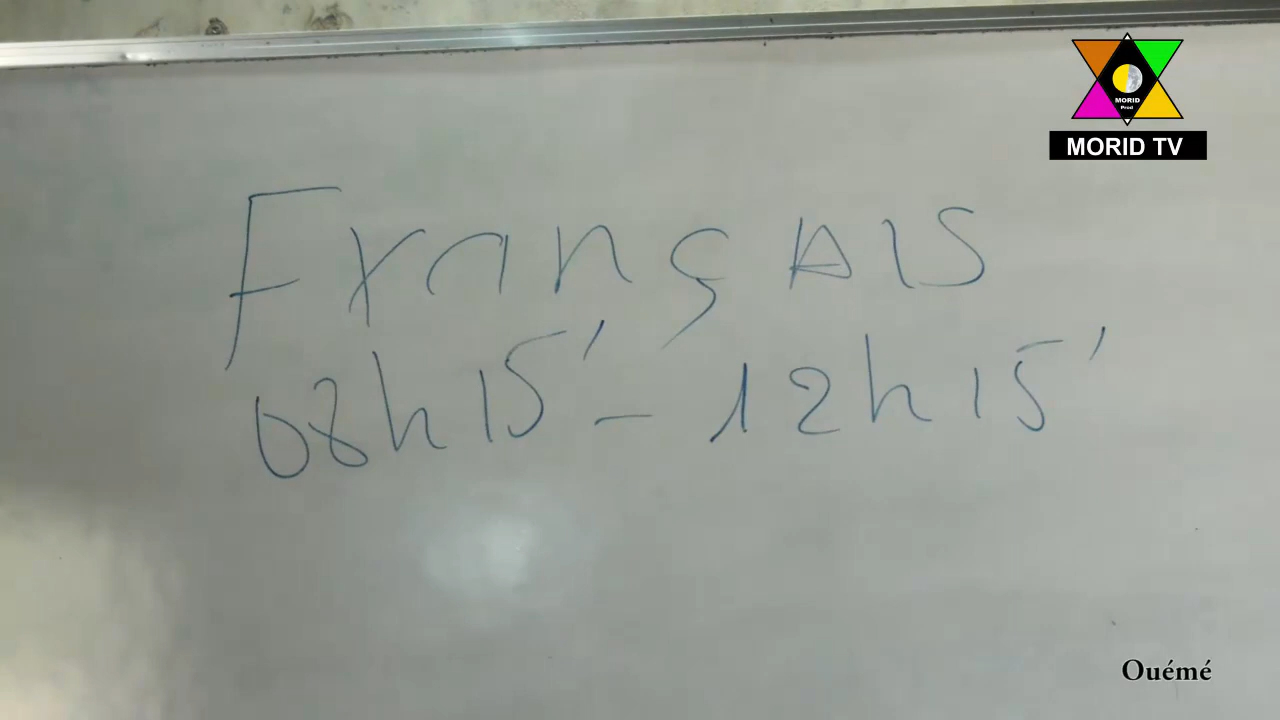 MORID
Prod
MORID TV
FrançAis
08h15' - 12h15'
Ouémé